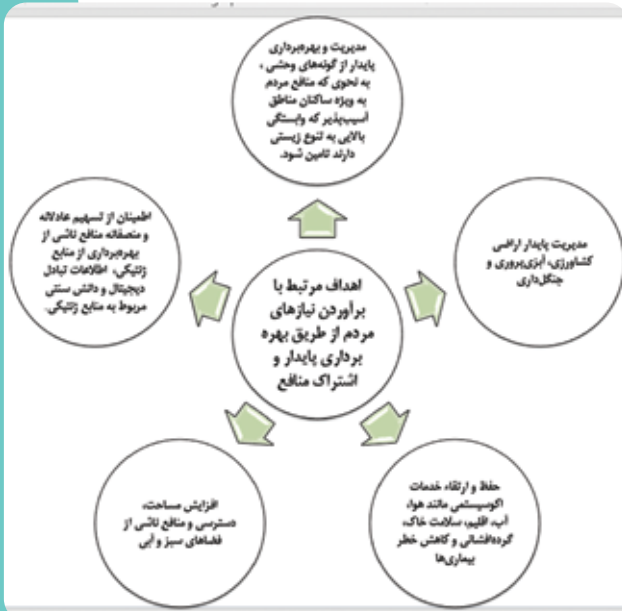 مدیریت و بهره‌برداری
پایدار از گونه‌های وحشی ،
به نحوی که منافع مردم
به ویژه ساکنان مناطق
آسیب‌پذیر که وابستگی
بالایی به تنوع زیستی
دارند تامین شود.
مدیریت پایدار اراضی
کشاورزی، آبزی‌پروری و
جنگل‌داری
اطمینان از تسهیم عادلانه
و منصفانه منافع ناشی از
بهره‌برداری از منابع
ژنتیکی، اطلاعات تبادل
دیجیتال و دانش سنتی
مربوط به منابع ژنتیکی.
اهداف مرتبط با
برآوردن نیازهای
مردم از طریق بهره
برداری پایدار و
اشتراک منافع
حفظ و ارتقاء خدمات
اکوسیستمی مانند هوا،
آب، اقلیم، سلامت خاک،
گرده‌افشانی و کاهش خطر
بیماری‌ها
افزایش مساحت،
دسترسی و منافع ناشی از
فضاهای سبز و آبی